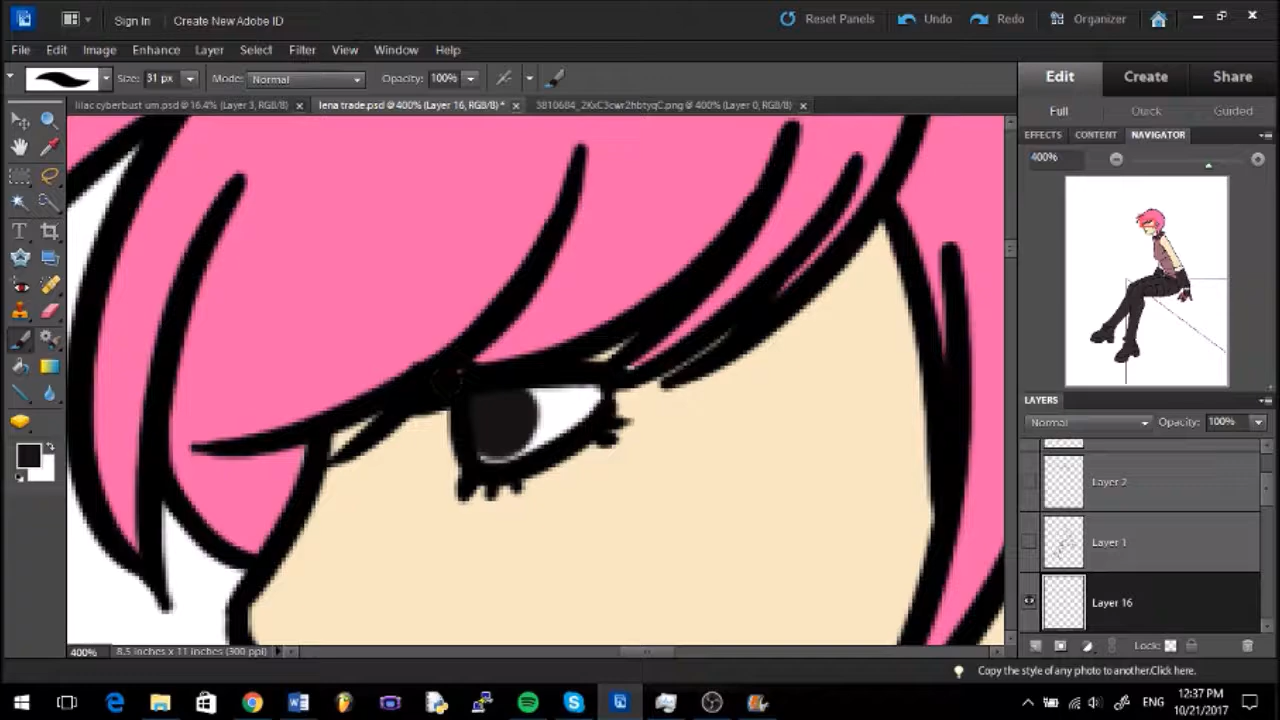 Sign In Create New Adobe ID Reset Panels Undo Redo Organizer
File Edit Image Enhance Layer Select Filter View Window Help
Size: 31 px Mode: Normal Opacity: 100%
Edit Create Share
lilac cyberbust um.psd @ 16.4% (Layer 3, RGB/8) lena trade.psd @ 400% (Layer 16, RGB/8) * 3810684_2KxC3cwr2hbtyqC.png @ 400% (Layer 0, RGB/8)
Full Quick Guided
EFFECTS CONTENT NAVIGATOR
400%
LAYERS
Normal Opacity: 100%
Layer 2
Layer 1
Layer 16
Lock:
400% 8.5 inches x 11 inches (300 ppi)
Copy the style of any photo to another.Click here.
ENG 12:37 PM
10/21/2017